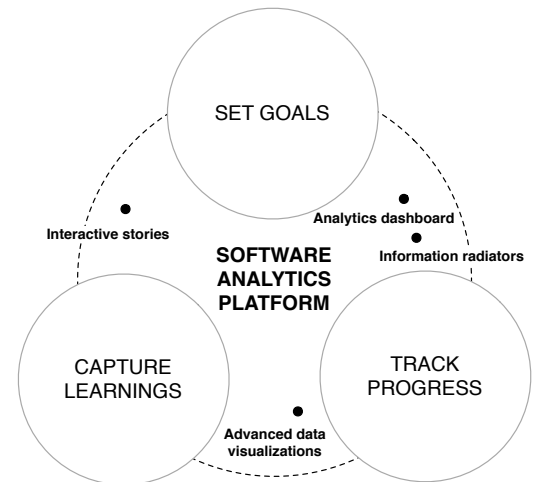 SET GOALS
Analytics dashboard
Interactive stories
Information radiators
SOFTWARE
ANALYTICS
PLATFORM
CAPTURE
LEARNINGS
TRACK
PROGRESS
Advanced data
visualizations